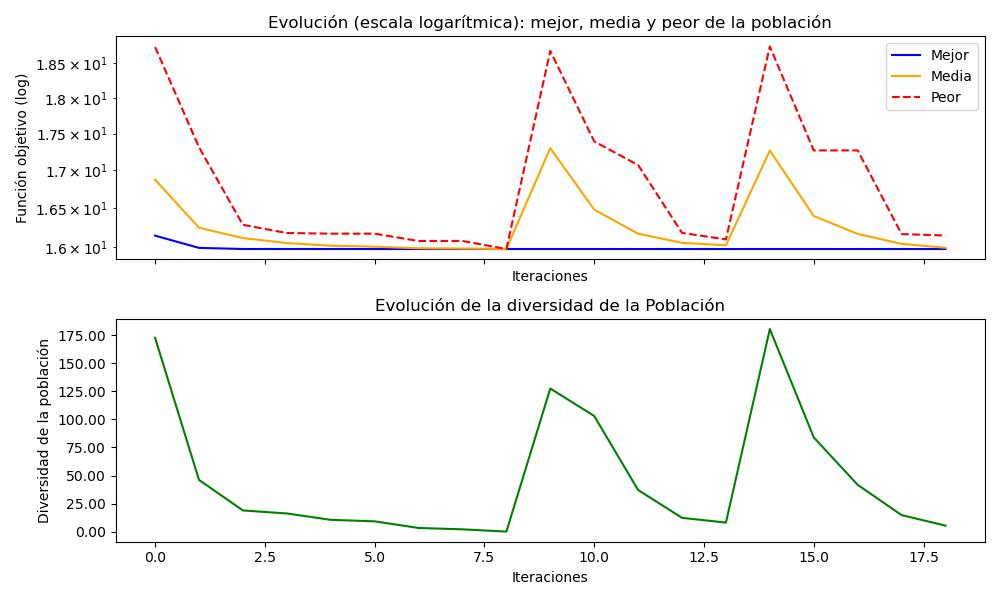 Evolución (escala logarítmica): mejor, media y peor de la población
Función objetivo (log)
1.85 × 10¹
1.8 × 10¹
1.75 × 10¹
1.7 × 10¹
1.65 × 10¹
1.6 × 10¹
Mejor
Media
Peor
Iteraciones
Evolución de la diversidad de la Población
Diversidad de la población
175.00
150.00
125.00
100.00
75.00
50.00
25.00
0.00
0.0 2.5 5.0 7.5 10.0 12.5 15.0 17.5
Iteraciones